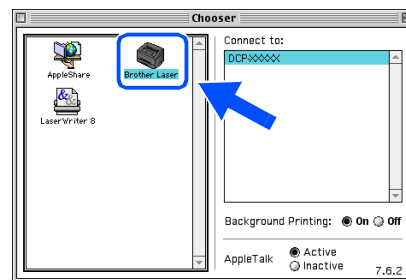 Chooser
Connect to:
DCP-XXXX
AppleShare
Brother Laser
LaserWriter 8
Background Printing: On Off
AppleTalk
Active
Inactive
7.6.2